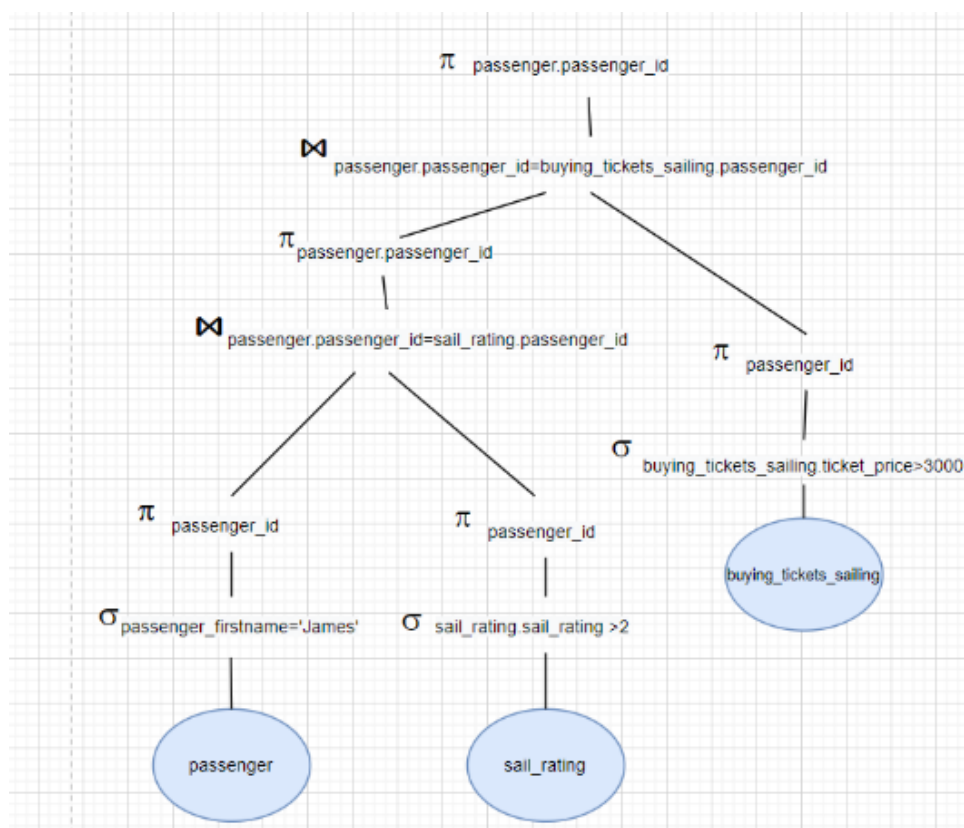 π passenger.passenger_id
⋈ passenger.passenger_id=buying_tickets_sailing.passenger_id
π passenger.passenger_id
⋈ passenger.passenger_id=sail_rating.passenger_id
π passenger_id
σ buying_tickets_sailing.ticket_price>3000
buying_tickets_sailing
π passenger_id
π passenger_id
σ passenger_firstname='James'
σ sail_rating.sail_rating >2
passenger
sail_rating